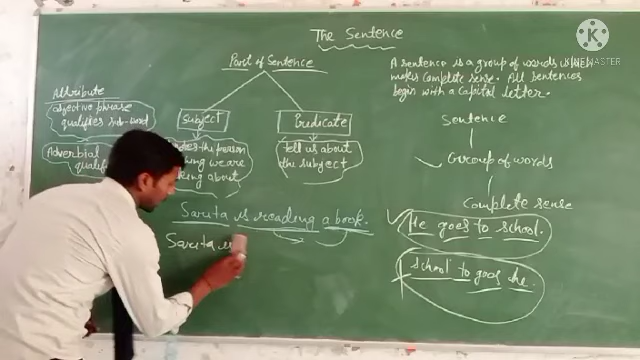 The Sentence
Part of Sentence
Attribute
adjective phrase
qualifies sub-word
Adverbial
Subject
the person
we are
about
Predicate
tell us about
the subject
Sarita is reading a book.
Sarita is
A sentence is a group of words which
makes complete sense. All sentences
begin with a capital letter.
Sentence
Group of words
Complete sense
He goes to school.
School to goes he.
K
KINEMASTER